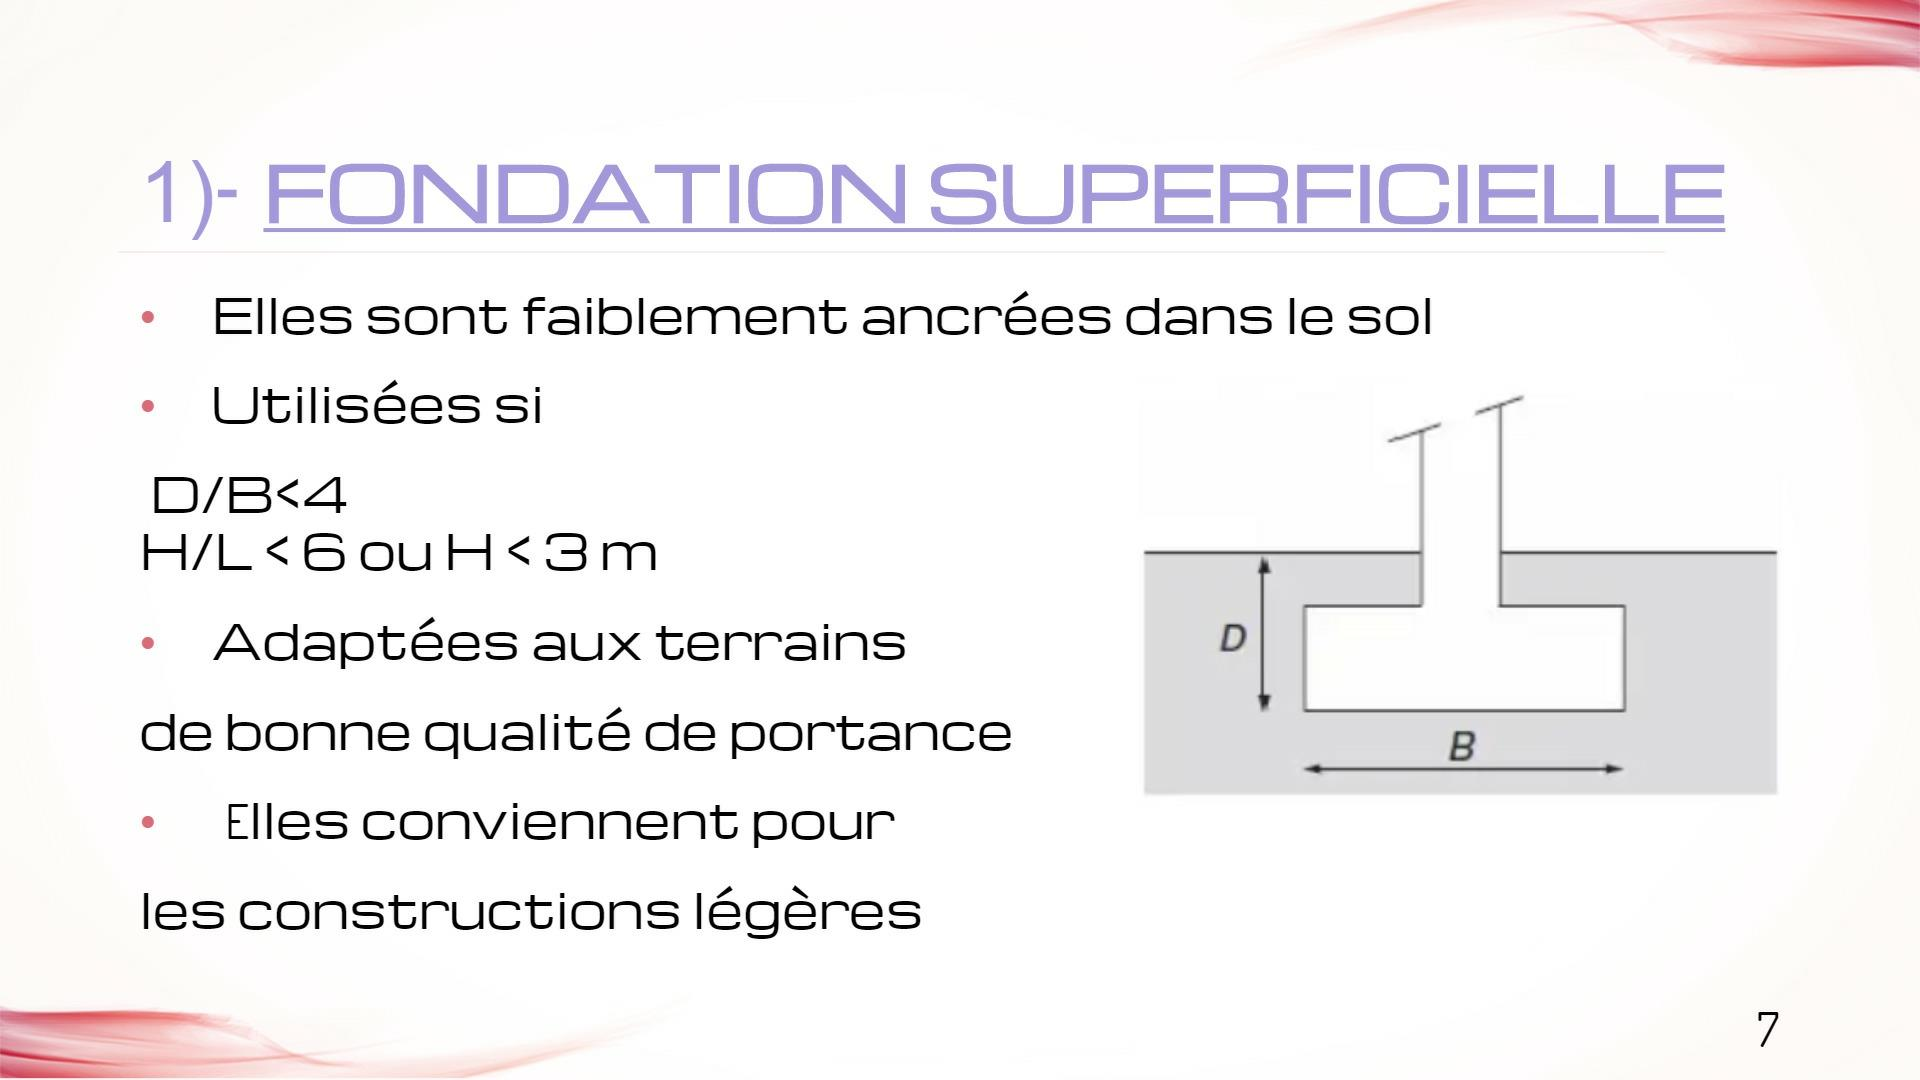 1)- FONDATION SUPERFICIELLE
• Elles sont faiblement ancrées dans le sol
• Utilisées si
D/B<4
H/L < 6 ou H < 3 m
• Adaptées aux terrains
de bonne qualité de portance
• Elles conviennent pour
les constructions légères
D
B
7